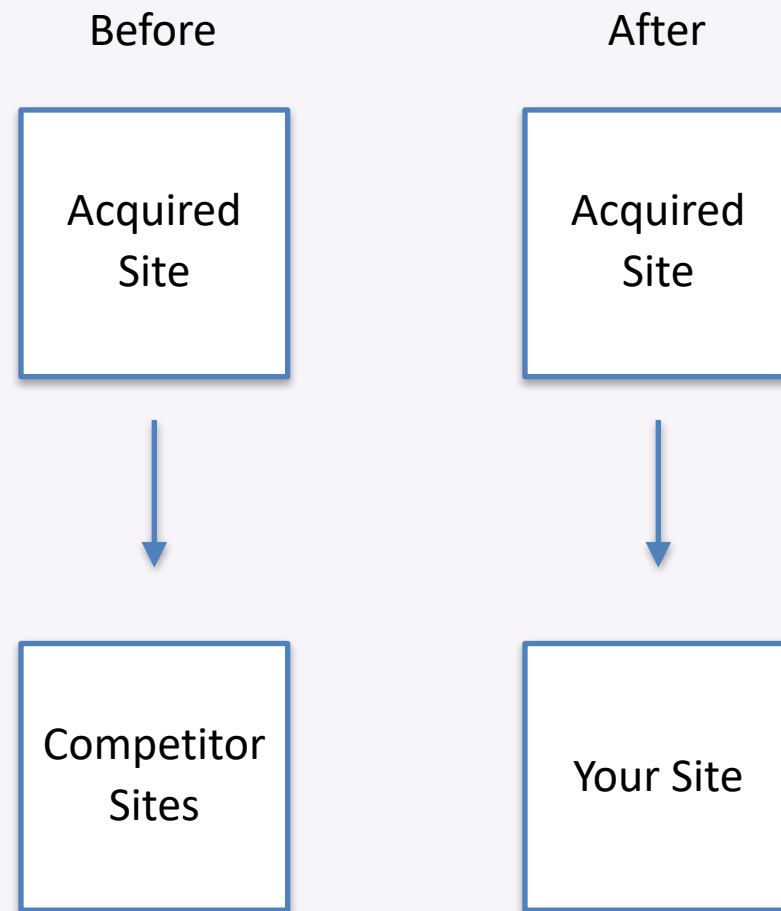 Before
After
Acquired
Site
Acquired
Site
Competitor
Sites
Your Site